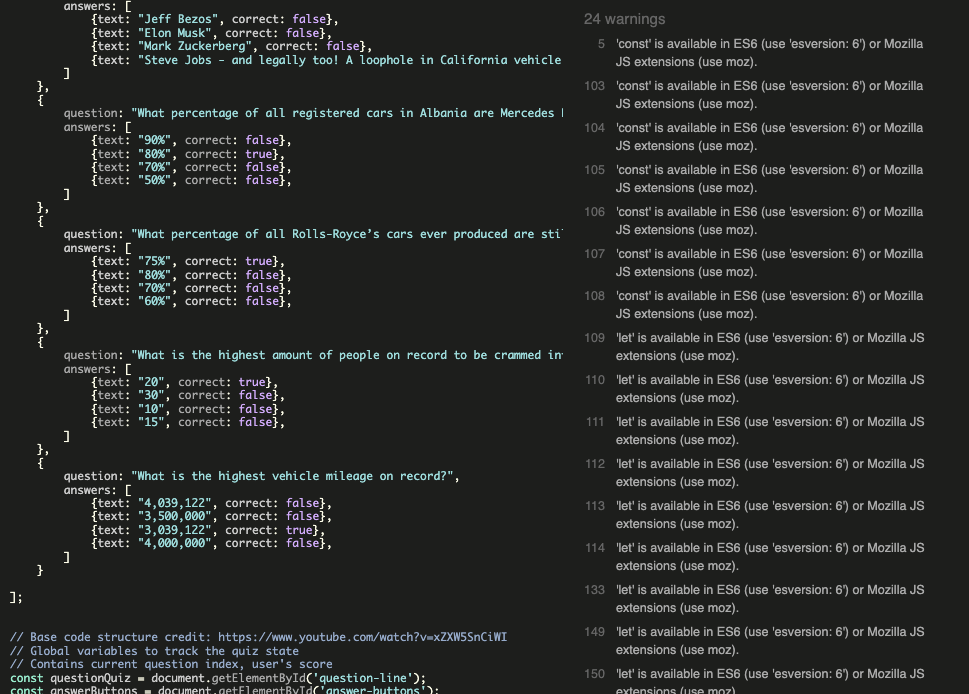 answers: [
{text: "Jeff Bezos", correct: false},
{text: "Elon Musk", correct: false},
{text: "Mark Zuckerberg", correct: false},
{text: "Steve Jobs - and legally too! A loophole in California vehicle
]
},
{
question: "What percentage of all registered cars in Albania are Mercedes
answers: [
{text: "90%", correct: false},
{text: "80%", correct: true},
{text: "70%", correct: false},
{text: "50%", correct: false},
]
},
{
question: "What percentage of all Rolls-Royce’s cars ever produced are stil
answers: [
{text: "75%", correct: true},
{text: "80%", correct: false},
{text: "70%", correct: false},
{text: "60%", correct: false},
]
},
{
question: "What is the highest amount of people on record to be crammed in
answers: [
{text: "20", correct: true},
{text: "30", correct: false},
{text: "10", correct: false},
{text: "15", correct: false},
]
},
{
question: "What is the highest vehicle mileage on record?",
answers: [
{text: "4,039,122", correct: false},
{text: "3,500,000", correct: false},
{text: "3,039,122", correct: true},
{text: "4,000,000", correct: false},
]
}
];
// Base code structure credit: https://www.youtube.com/watch?v=xZXW5SnCiWI
// Global variables to track the quiz state
// Contains current question index, user's score
const questionQuiz = document.getElementById('question-line');
const answerButtons = document.getElementById('answer-buttons');
24 warnings
5 'const' is available in ES6 (use 'esversion: 6') or Mozilla
JS extensions (use moz).
103 'const' is available in ES6 (use 'esversion: 6') or Mozilla
JS extensions (use moz).
104 'const' is available in ES6 (use 'esversion: 6') or Mozilla
JS extensions (use moz).
105 'const' is available in ES6 (use 'esversion: 6') or Mozilla
JS extensions (use moz).
106 'const' is available in ES6 (use 'esversion: 6') or Mozilla
JS extensions (use moz).
107 'const' is available in ES6 (use 'esversion: 6') or Mozilla
JS extensions (use moz).
108 'const' is available in ES6 (use 'esversion: 6') or Mozilla
JS extensions (use moz).
109 'let' is available in ES6 (use 'esversion: 6') or Mozilla JS
extensions (use moz).
110 'let' is available in ES6 (use 'esversion: 6') or Mozilla JS
extensions (use moz).
111 'let' is available in ES6 (use 'esversion: 6') or Mozilla JS
extensions (use moz).
112 'let' is available in ES6 (use 'esversion: 6') or Mozilla JS
extensions (use moz).
113 'let' is available in ES6 (use 'esversion: 6') or Mozilla JS
extensions (use moz).
114 'let' is available in ES6 (use 'esversion: 6') or Mozilla JS
extensions (use moz).
133 'let' is available in ES6 (use 'esversion: 6') or Mozilla JS
extensions (use moz).
149 'let' is available in ES6 (use 'esversion: 6') or Mozilla JS
extensions (use moz).
150 'let' is available in ES6 (use 'esversion: 6') or Mozilla JS
extensions (use moz).